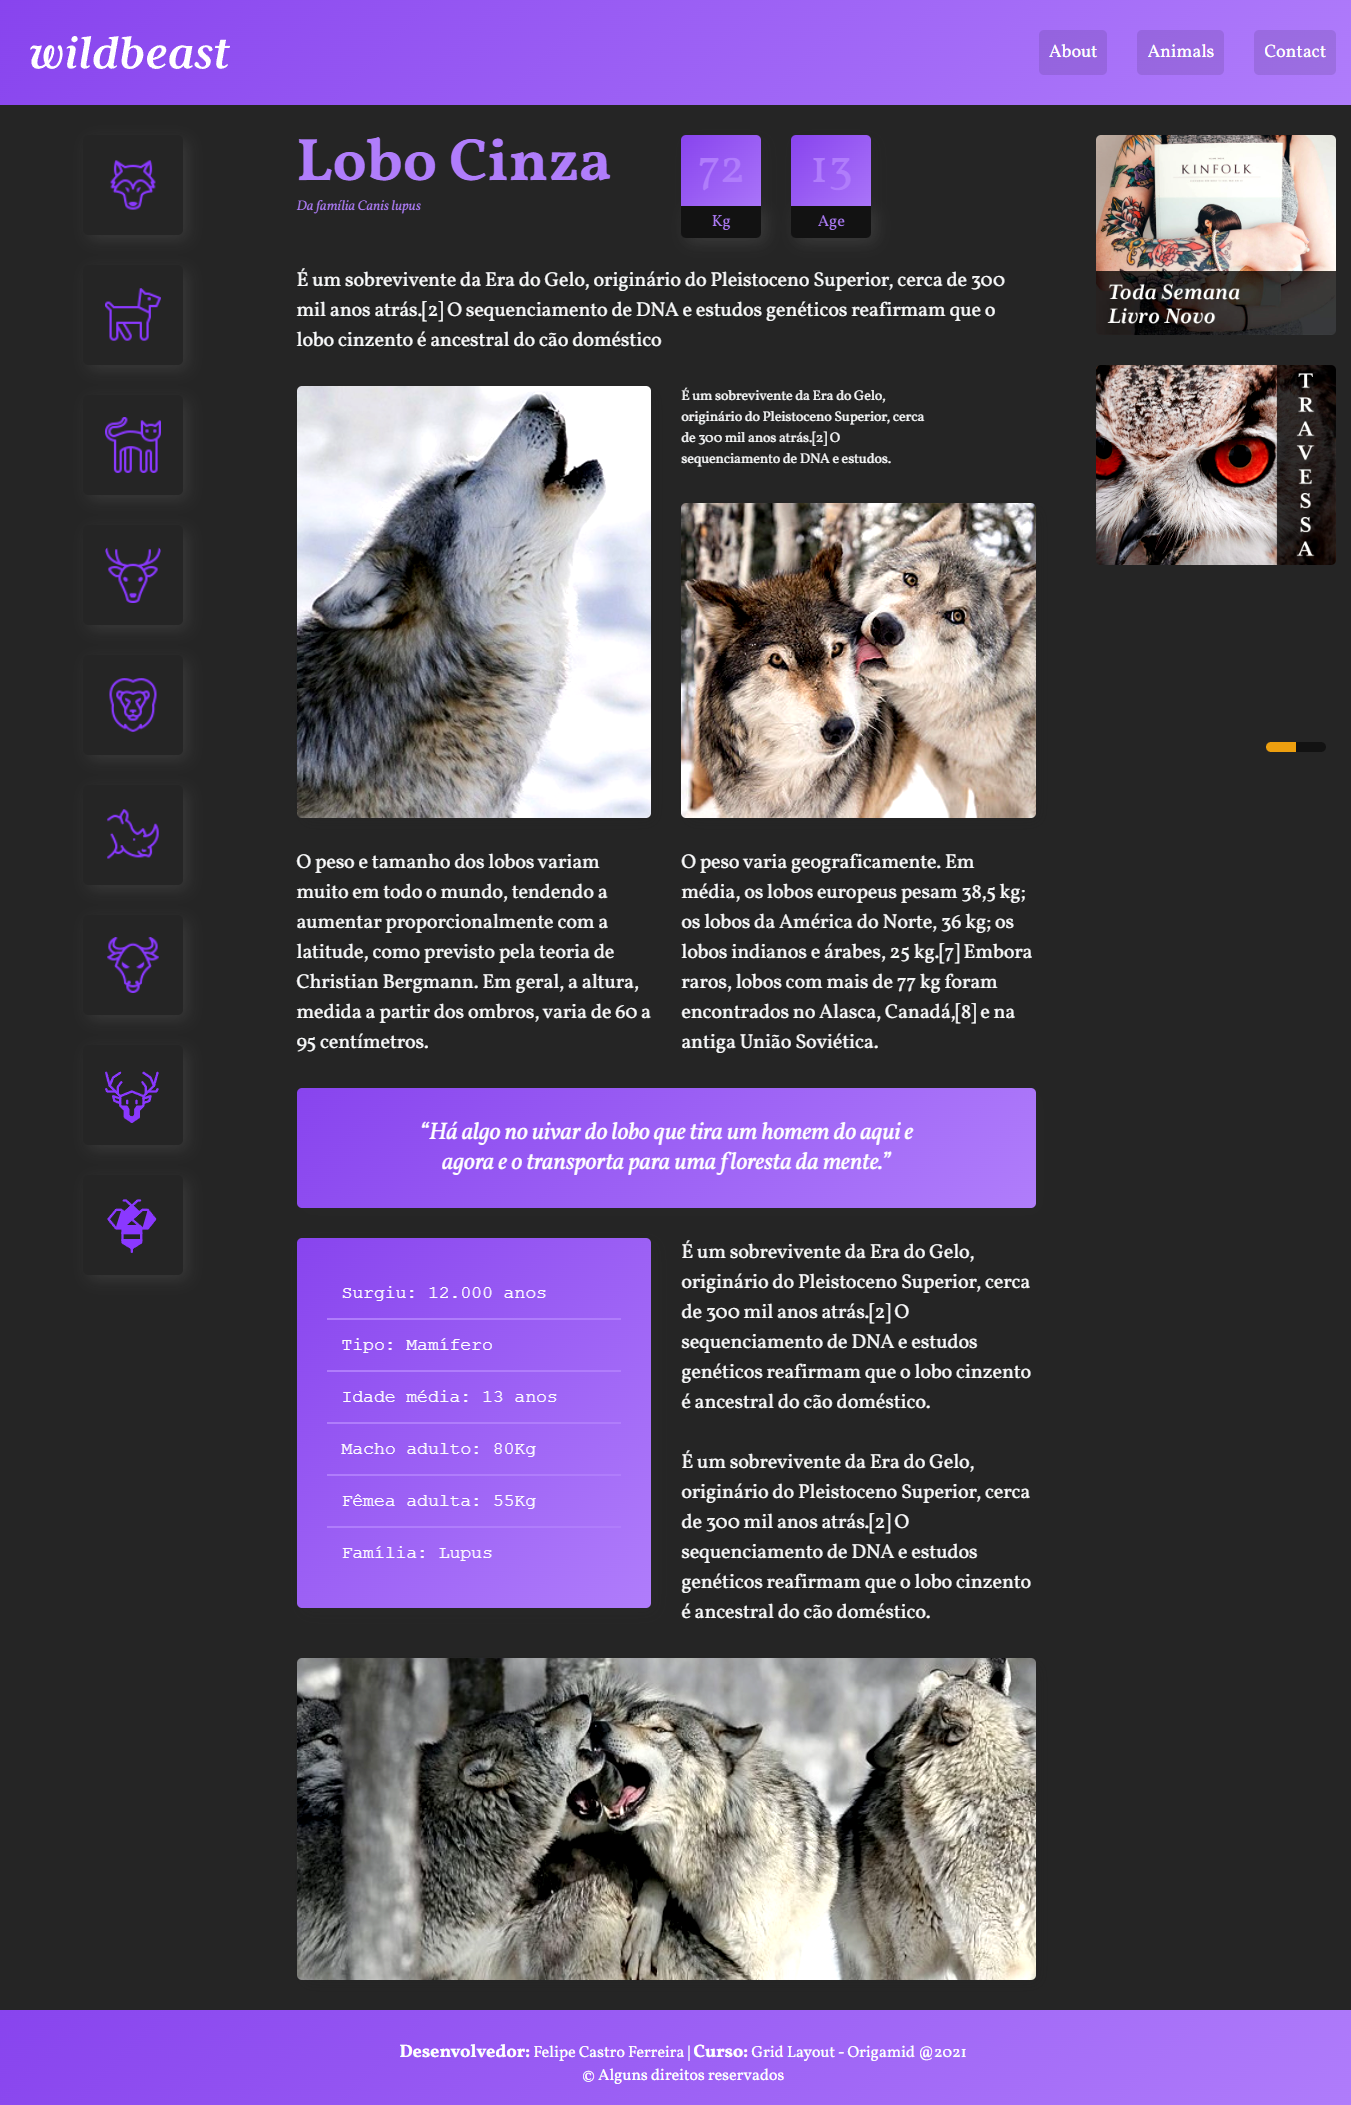 wildbeast
About
Animals
Contact
Lobo Cinza
Da família Canis lupus
72
Kg
13
Age
É um sobrevivente da Era do Gelo, originário do Pleistoceno Superior, cerca de 300
mil anos atrás.[2] O sequenciamento de DNA e estudos genéticos reafirmam que o
lobo cinzento é ancestral do cão doméstico
KINFOLK
Toda Semana
Livro Novo
TRAVESSA
É um sobrevivente da Era do Gelo,
originário do Pleistoceno Superior, cerca
de 300 mil anos atrás.[2] O
sequenciamento de DNA e estudos.
O peso e tamanho dos lobos variam
muito em todo o mundo, tendendo a
aumentar proporcionalmente com a
latitude, como previsto pela teoria de
Christian Bergmann. Em geral, a altura,
medida a partir dos ombros, varia de 60 a
95 centímetros.
O peso varia geograficamente. Em
média, os lobos europeus pesam 38,5 kg;
os lobos da América do Norte, 36 kg; os
lobos indianos e árabes, 25 kg.[7] Embora
raros, lobos com mais de 77 kg foram
encontrados no Alasca, Canadá,[8] e na
antiga União Soviética.
“Há algo no uivar do lobo que tira um homem do aqui e
agora e o transporta para uma floresta da mente.”
Surgiu: 12.000 anos
Tipo: Mamífero
Idade média: 13 anos
Macho adulto: 80Kg
Fêmea adulta: 55Kg
Família: Lupus
É um sobrevivente da Era do Gelo,
originário do Pleistoceno Superior, cerca
de 300 mil anos atrás.[2] O
sequenciamento de DNA e estudos
genéticos reafirmam que o lobo cinzento
é ancestral do cão doméstico.
É um sobrevivente da Era do Gelo,
originário do Pleistoceno Superior, cerca
de 300 mil anos atrás.[2] O
sequenciamento de DNA e estudos
genéticos reafirmam que o lobo cinzento
é ancestral do cão doméstico.
Desenvolvedor: Felipe Castro Ferreira | Curso: Grid Layout - Origamid @2021
© Alguns direitos reservados